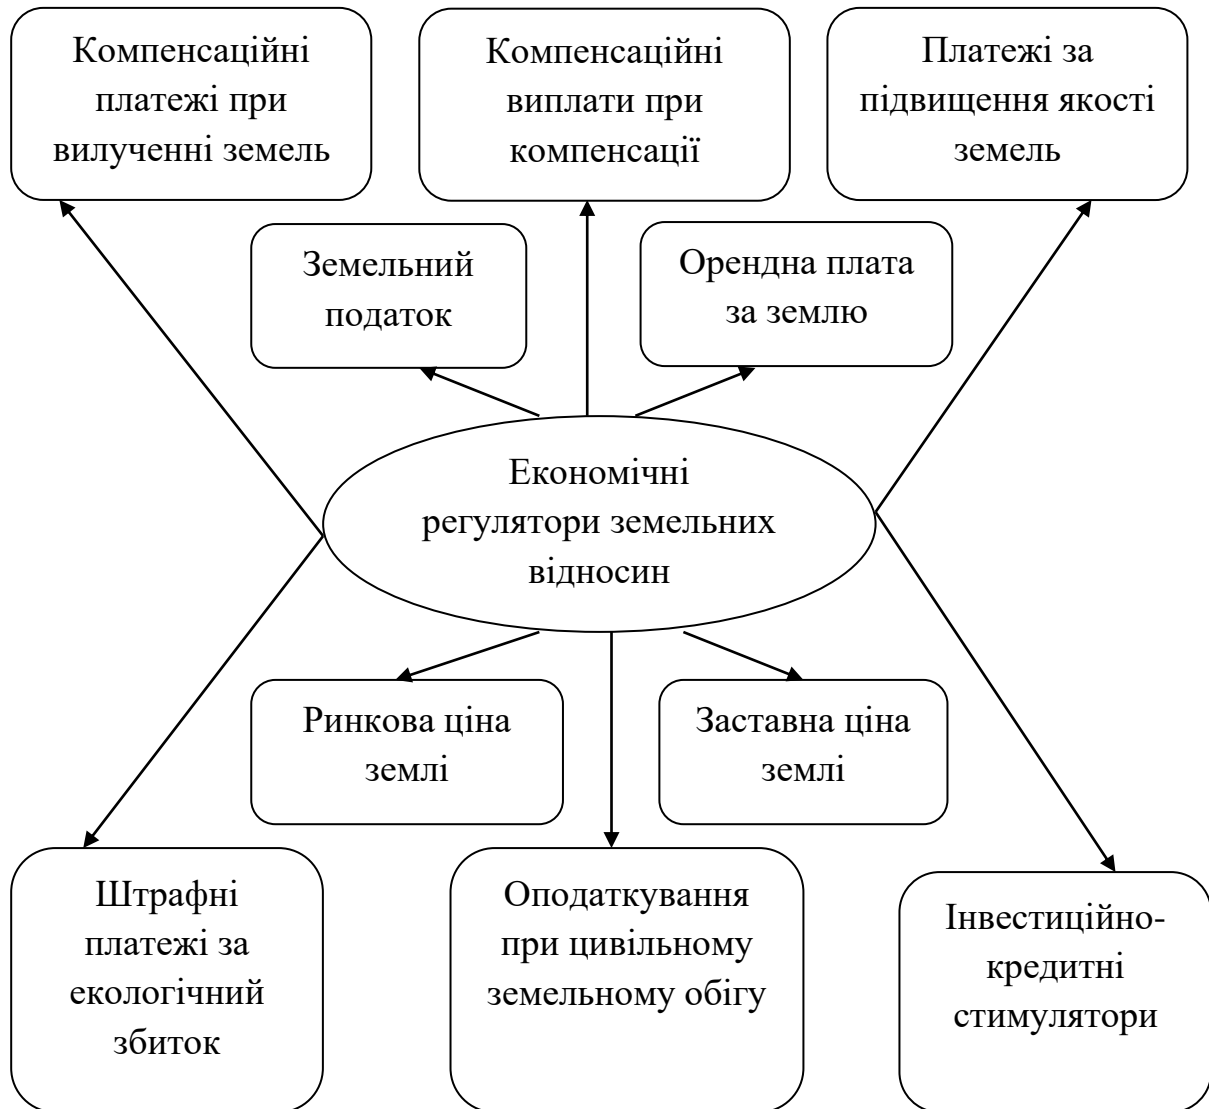 Компенсаційні
платежі при
вилученні земель
Компенсаційні
виплати при
компенсації
Платежі за
підвищення якості
земель
Земельний
податок
Орендна плата
за землю
Економічні
регулятори земельних
відносин
Ринкова ціна
землі
Заставна ціна
землі
Штрафні
платежі за
екологічний
збиток
Оподаткування
при цивільному
земельному обігу
Інвестиційно-
кредитні
стимулятори